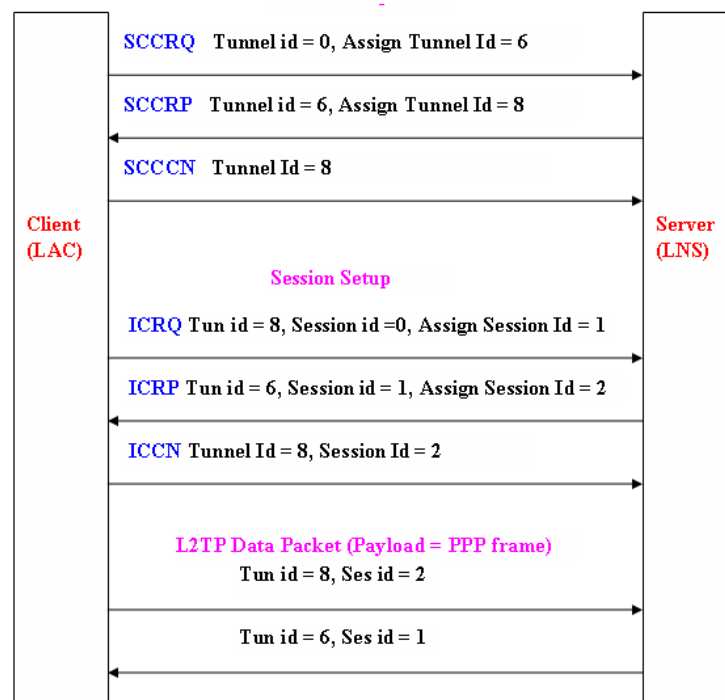 SCCRQ Tunnel id = 0, Assign Tunnel Id = 6
SCCRP Tunnel id = 6, Assign Tunnel Id = 8
SCCCN Tunnel Id = 8
Client
(LAC)
Server
(LNS)
Session Setup
ICRQ Tun id = 8, Session id =0, Assign Session Id = 1
ICRP Tun id = 6, Session id = 1, Assign Session Id = 2
ICCN Tunnel Id = 8, Session Id = 2
L2TP Data Packet (Payload = PPP frame)
Tun id = 8, Ses id = 2
Tun id = 6, Ses id = 1